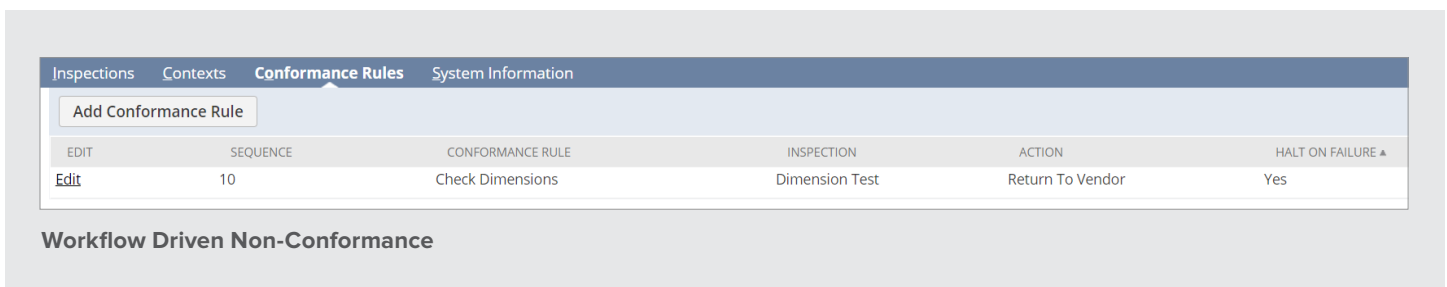 Inspections Contexts Conformance Rules System Information
Add Conformance Rule
EDIT SEQUENCE CONFORMANCE RULE INSPECTION ACTION HALT ON FAILURE ▲
Edit 10 Check Dimensions Dimension Test Return To Vendor Yes
Workflow Driven Non-Conformance